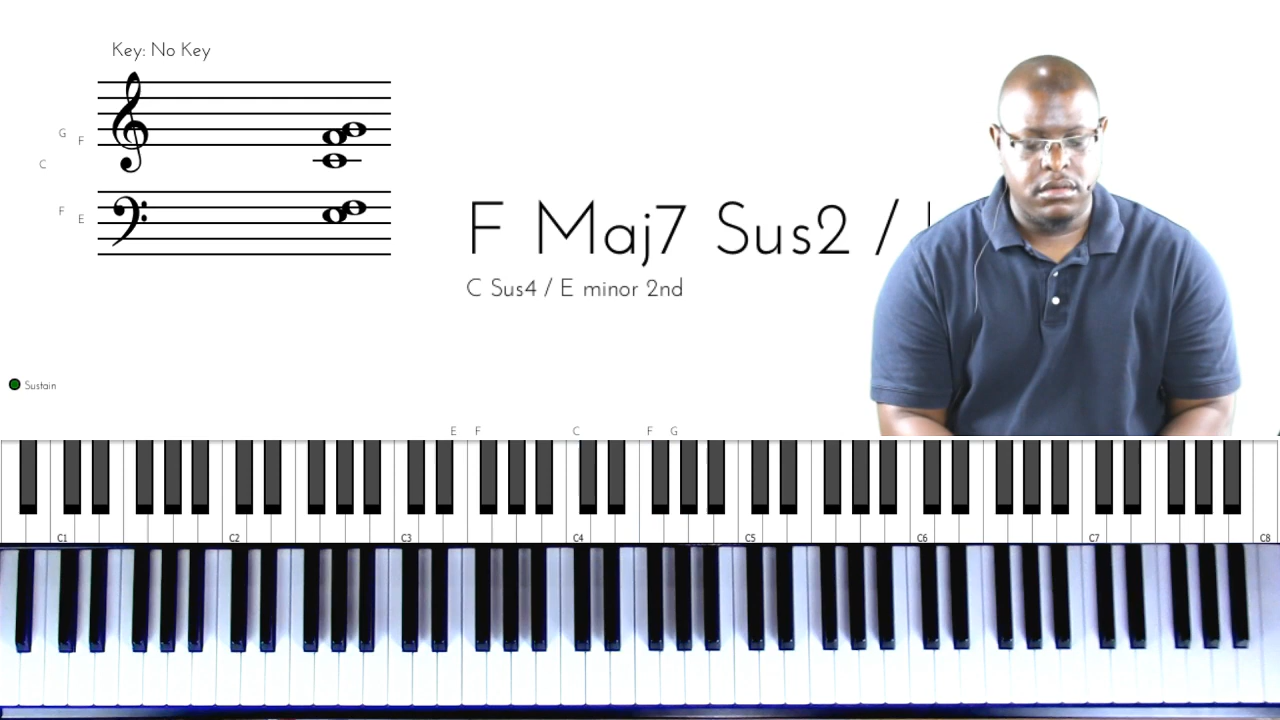 Key: No Key
G
F
C
F
E
F Maj7 Sus2 /
C Sus4 / E minor 2nd
Sustain
E F C F G
C1 C2 C3 C4 C5 C6 C7 C8